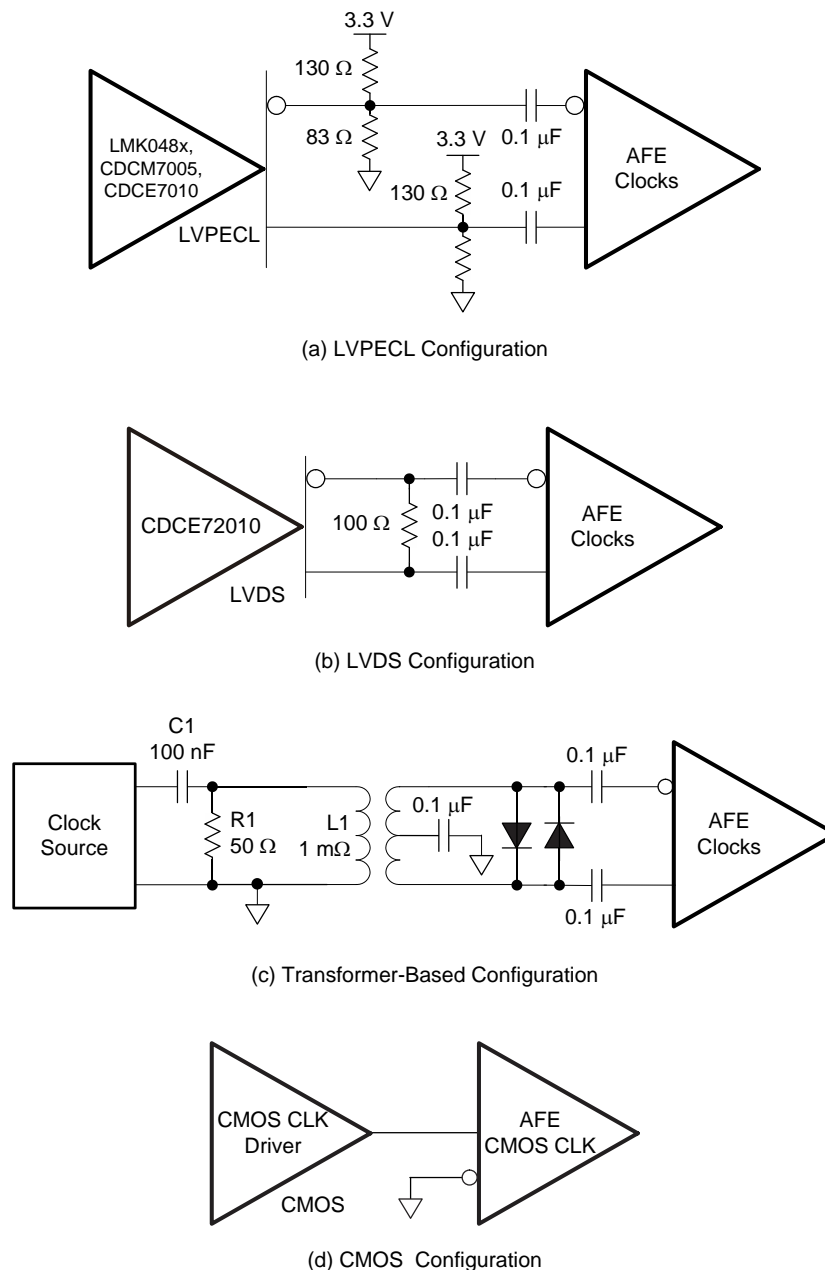 3.3 V
130 Ω
83 Ω
LMK048x,
CDCM7005,
CDCE7010
LVPECL
3.3 V
130 Ω
0.1 μF
0.1 μF
AFE
Clocks
(a) LVPECL Configuration
CDCE72010
LVDS
100 Ω
0.1 μF
0.1 μF
AFE
Clocks
(b) LVDS Configuration
Clock
Source
C1
100 nF
R1
50 Ω
L1
1 mΩ
0.1 μF
0.1 μF
0.1 μF
AFE
Clocks
(c) Transformer-Based Configuration
CMOS CLK
Driver
CMOS
AFE
CMOS CLK
(d) CMOS Configuration